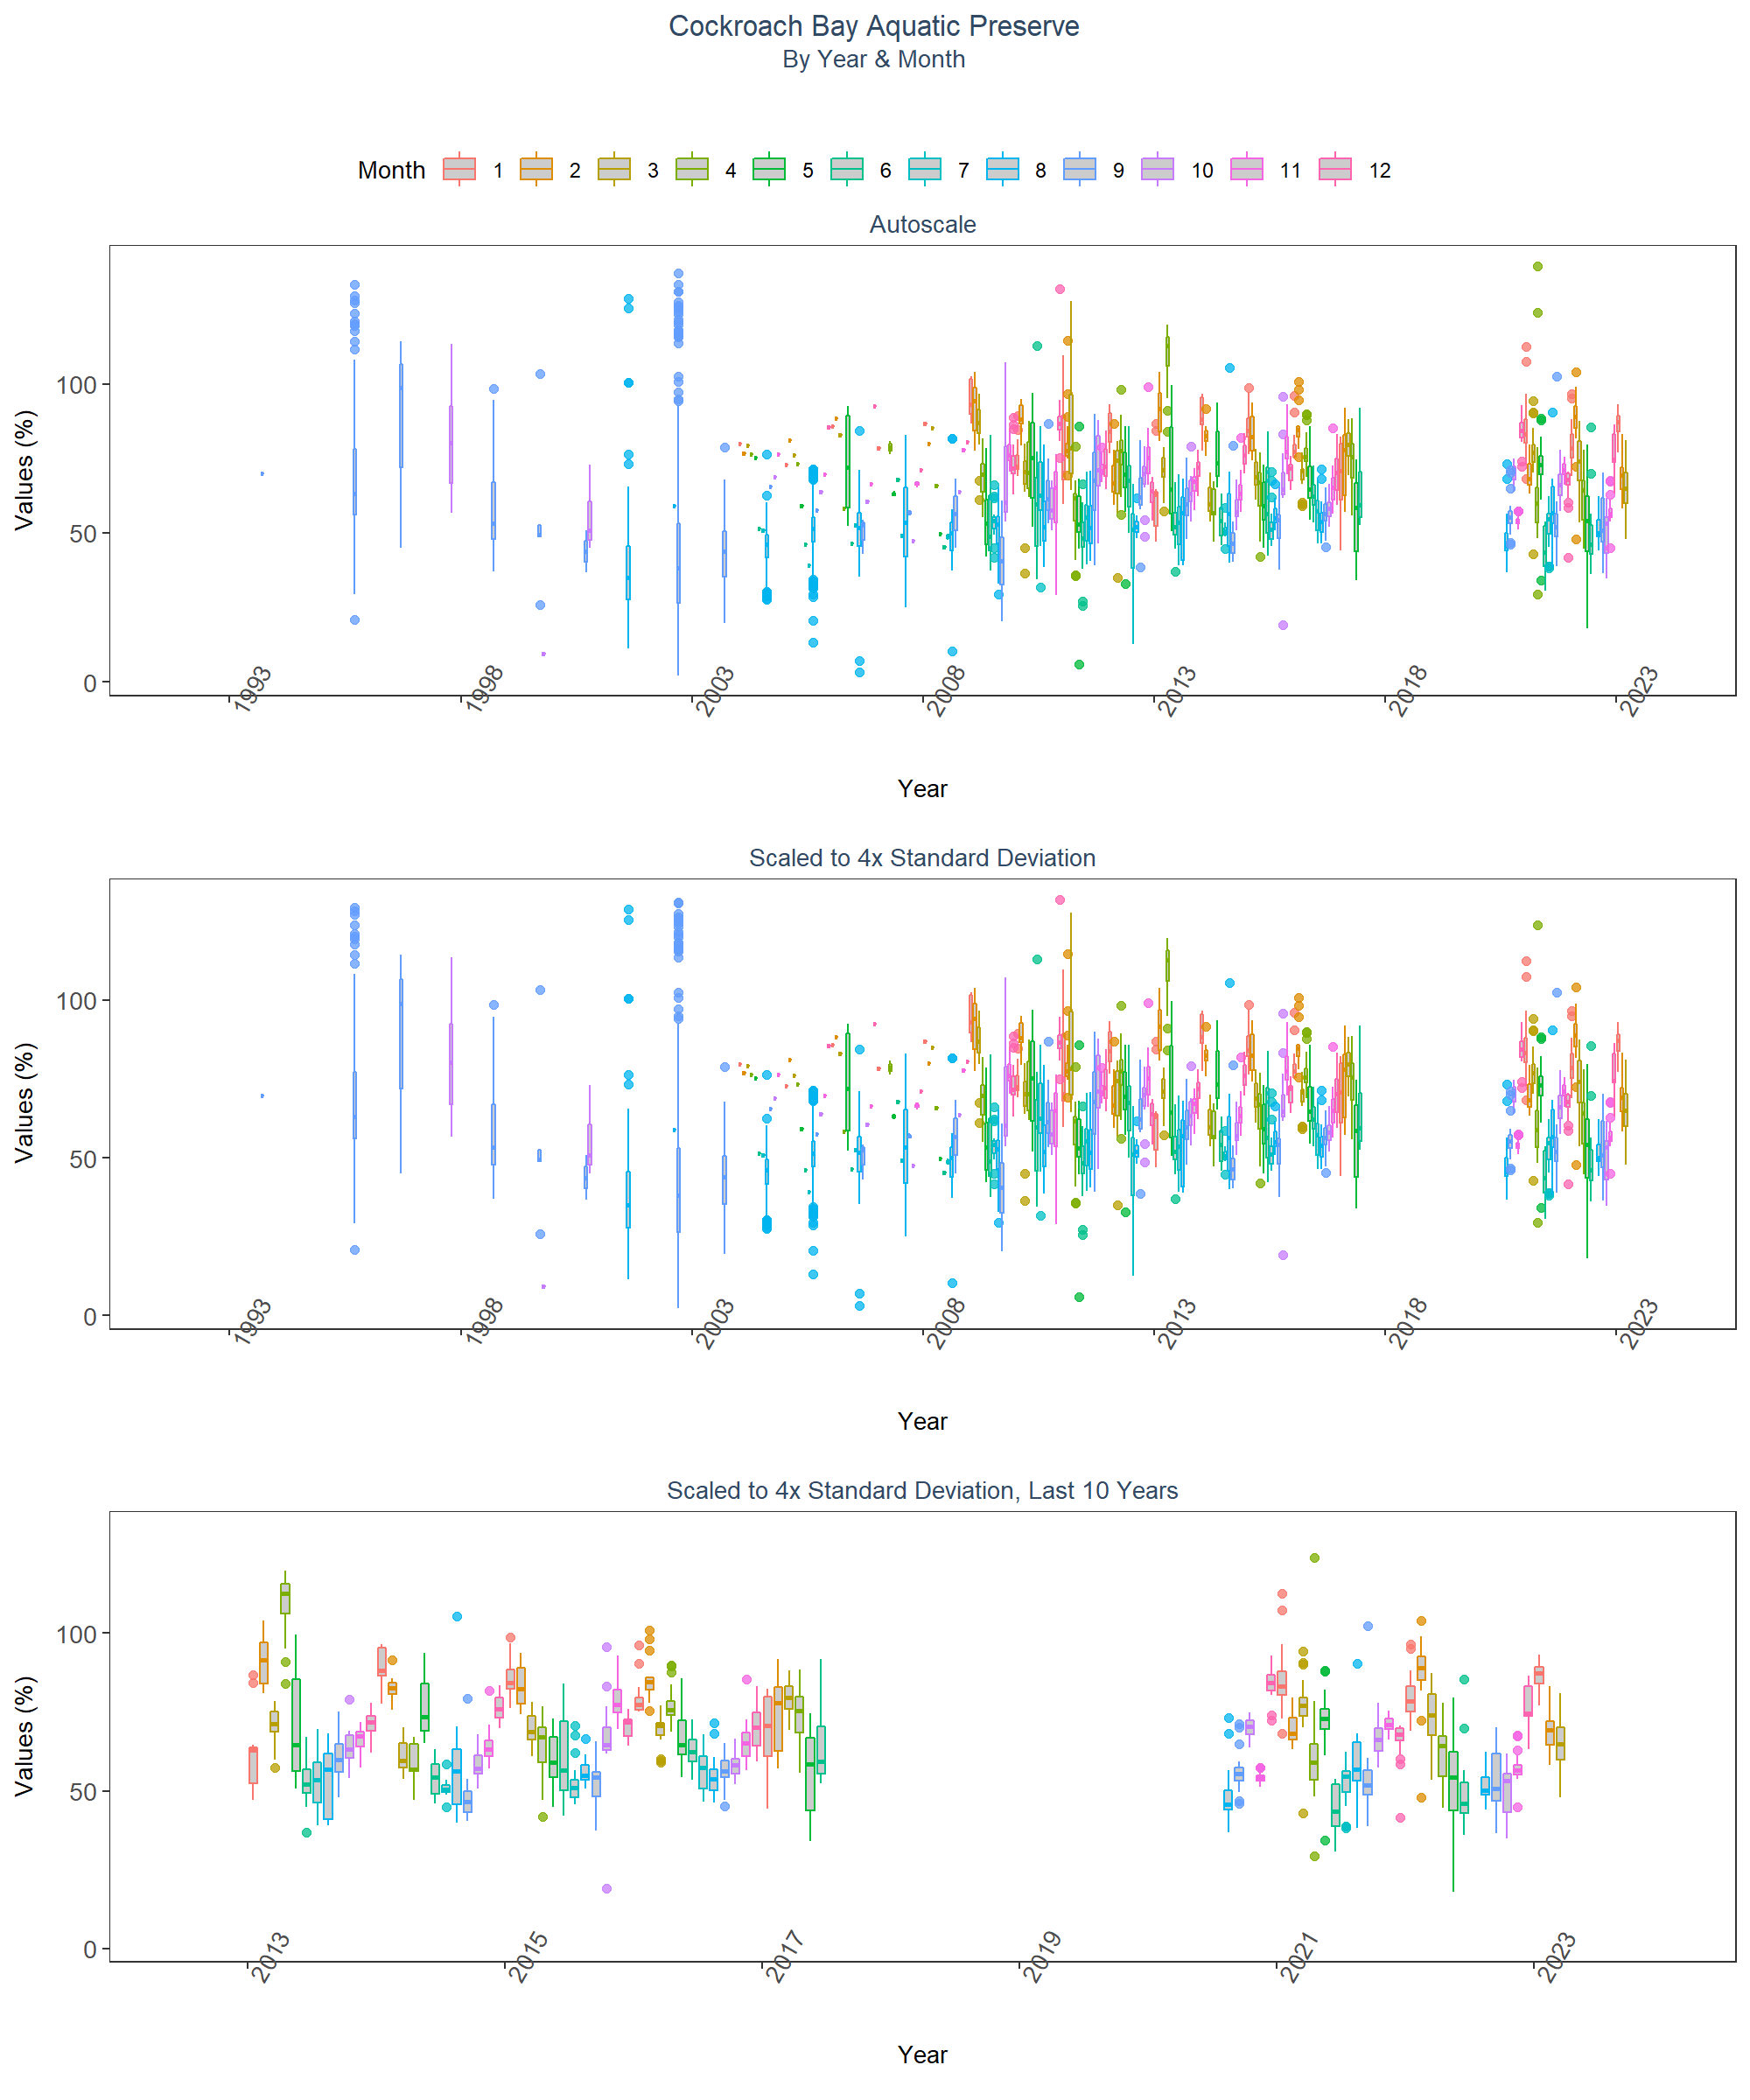 Cockroach Bay Aquatic Preserve
By Year & Month
Month 1 2 3 4 5 6 7 8 9 10 11 12
Autoscale
Values (%)
100
50
0
1993 1998 2003 2008 2013 2018 2023
Year
Scaled to 4x Standard Deviation
Values (%)
100
50
0
1993 1998 2003 2008 2013 2018 2023
Year
Scaled to 4x Standard Deviation, Last 10 Years
Values (%)
100
50
0
2013 2015 2017 2019 2021 2023
Year